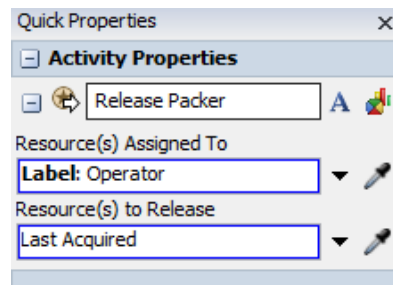 Quick Properties
Activity Properties
Release Packer
Resource(s) Assigned To
Label: Operator
Resource(s) to Release
Last Acquired